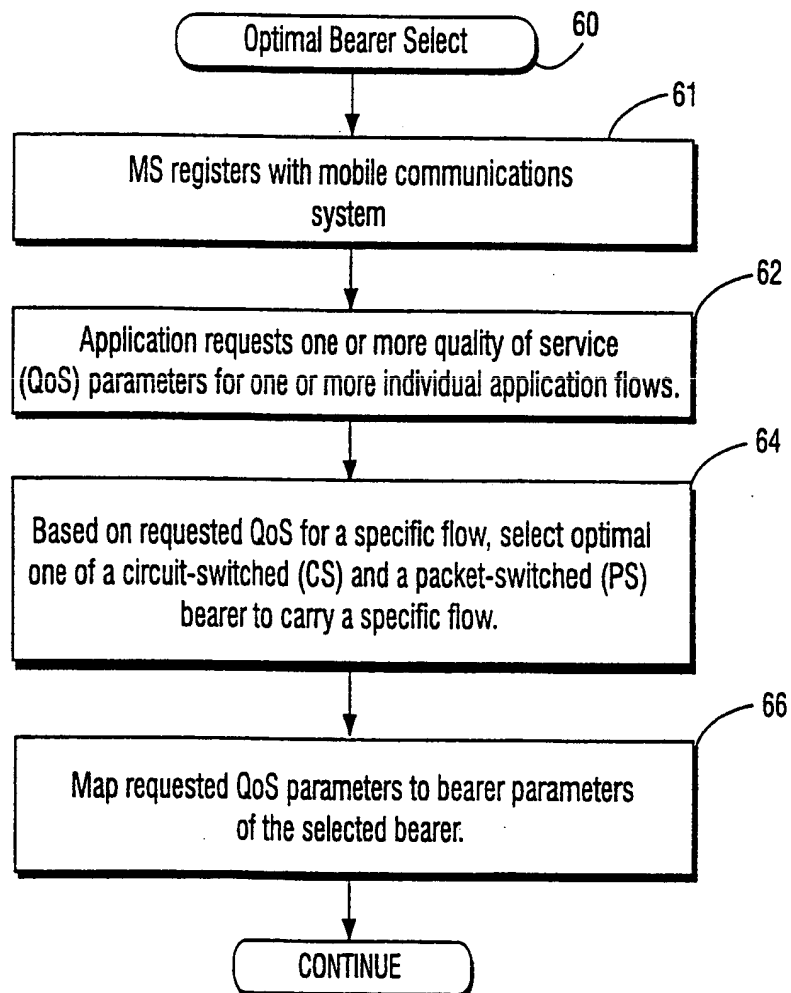 Optimal Bearer Select
60
61
MS registers with mobile communications
system
62
Application requests one or more quality of service
(QoS) parameters for one or more individual application flows.
64
Based on requested QoS for a specific flow, select optimal
one of a circuit-switched (CS) and a packet-switched (PS)
bearer to carry a specific flow.
66
Map requested QoS parameters to bearer parameters
of the selected bearer.
CONTINUE